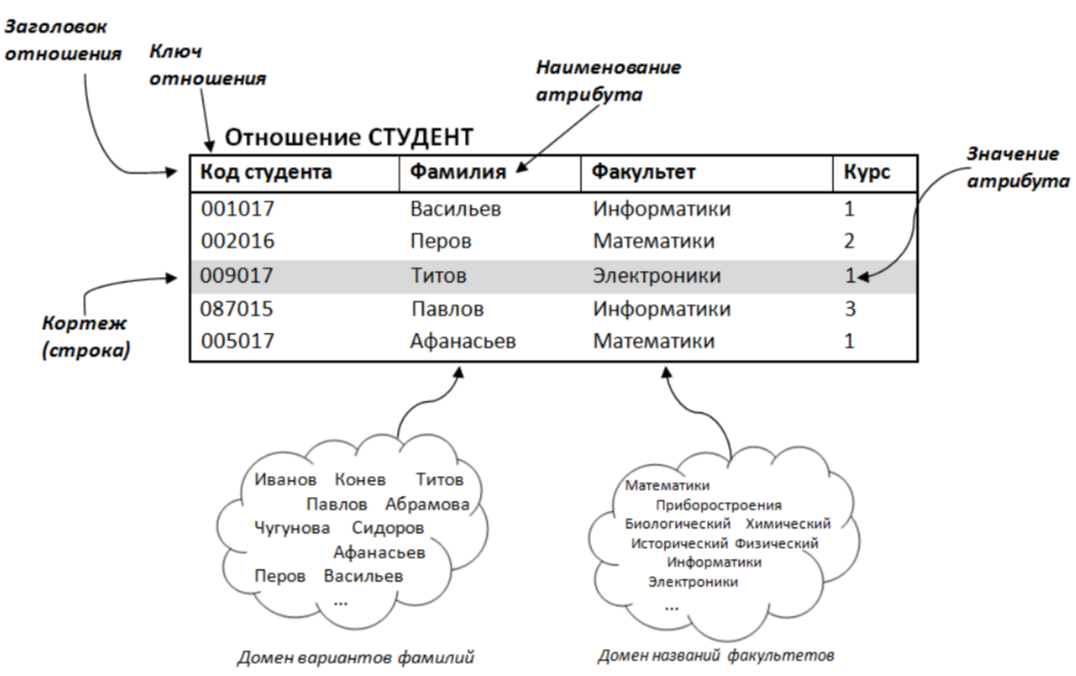 Заголовок
отношения
Ключ
отношения
Наименование
атрибута
Отношение СТУДЕНТ
Значение
атрибута
Код студента Фамилия Факультет Курс
001017 Васильев Информатики 1
002016 Перов Математики 2
009017 Титов Электроники 1
087015 Павлов Информатики 3
005017 Афанасьев Математики 1
Кортеж
(строка)
Иванов Конев Титов
Павлов Абрамова
Чугунова Сидоров
Афанасьев
Перов Васильев
...
Домен вариантов фамилий
Математики
Приборостроения
Биологический Химический
Исторический Физический
Информатики
Электроники
...
Домен названий факультетов